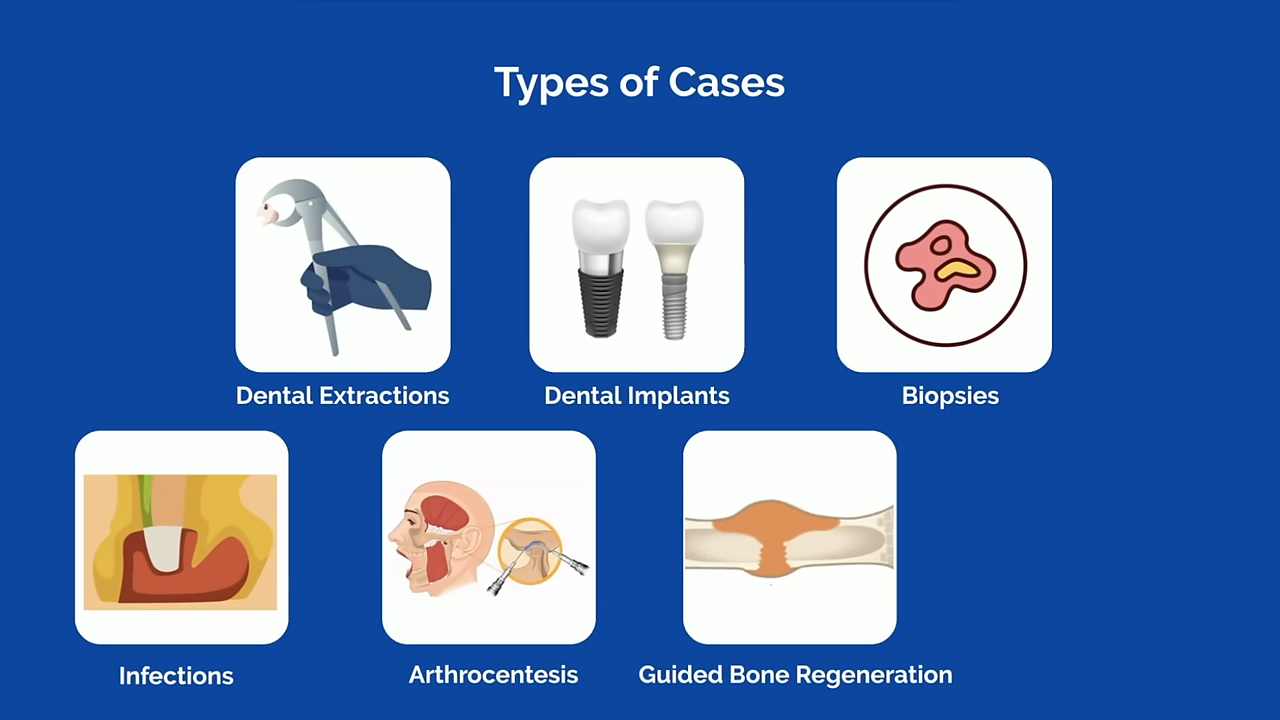 Types of Cases
Dental Extractions
Dental Implants
Biopsies
Infections
Arthrocentesis
Guided Bone Regeneration